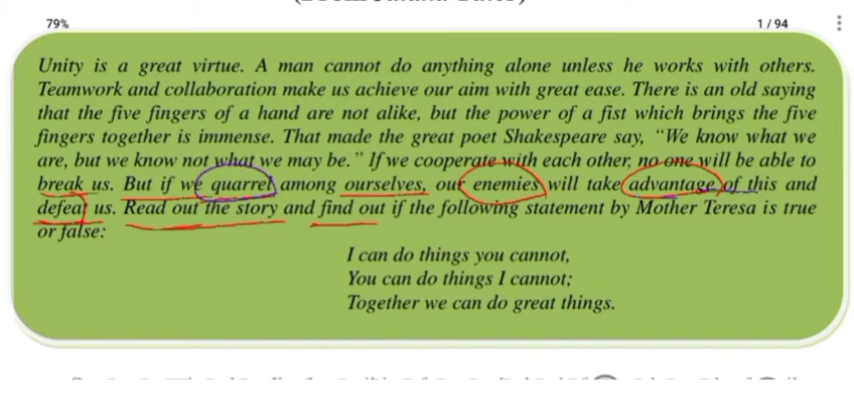 79%
1 / 94
Unity is a great virtue. A man cannot do anything alone unless he works with others.
Teamwork and collaboration make us achieve our aim with great ease. There is an old saying
that the five fingers of a hand are not alike, but the power of a fist which brings the five
fingers together is immense. That made the great poet Shakespeare say, “We know what we
are, but we know not what we may be.” If we cooperate with each other, no one will be able to
break us. But if we quarrel among ourselves, our enemies will take advantage of this and
defeat us. Read out the story and find out if the following statement by Mother Teresa is true
or false:
I can do things you cannot,
You can do things I cannot;
Together we can do great things.